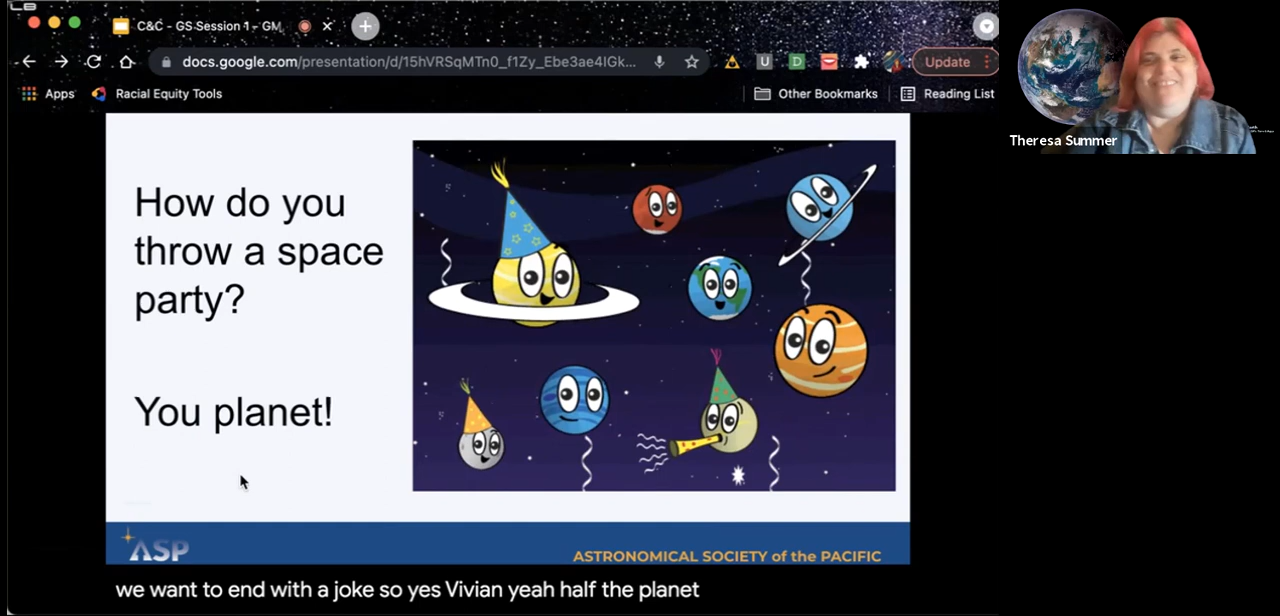 C&C - GS Session 1 - GM
docs.google.com/presentation/d/15hVRSqMTn0_f1Zy_Ebe3ae4IGk...
Update
Apps
Racial Equity Tools
Other Bookmarks
Reading List
Theresa Summer
How do you
throw a space
party?
You planet!
ASP
ASTRONOMICAL SOCIETY of the PACIFIC
we want to end with a joke so yes Vivian yeah half the planet